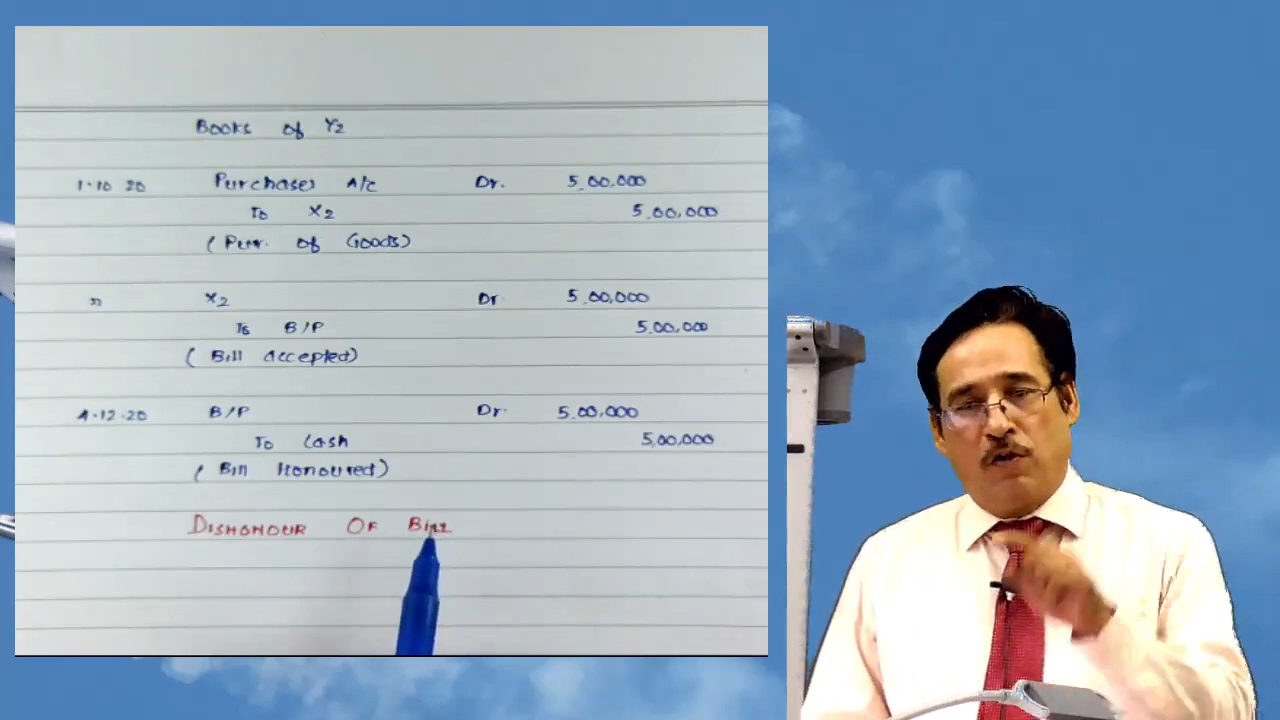 Books of Y2
1.10 20 Purchases A/c Dr. 5,00,000
To X2 5,00,000
(Pur. of Goods)
" X2 Dr. 5,00,000
To B/P 5,00,000
(Bill accepted)
4.12.20 B/P Dr. 5,00,000
To Cash 5,00,000
(Bill Honoured)
DISHONOUR OF BILL